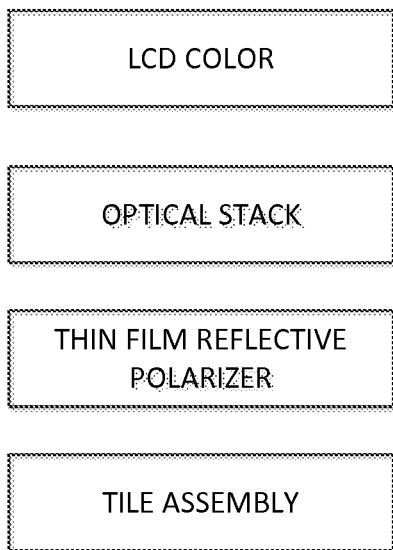 LCD COLOR
OPTICAL STACK
THIN FILM REFLECTIVE
POLARIZER
TILE ASSEMBLY